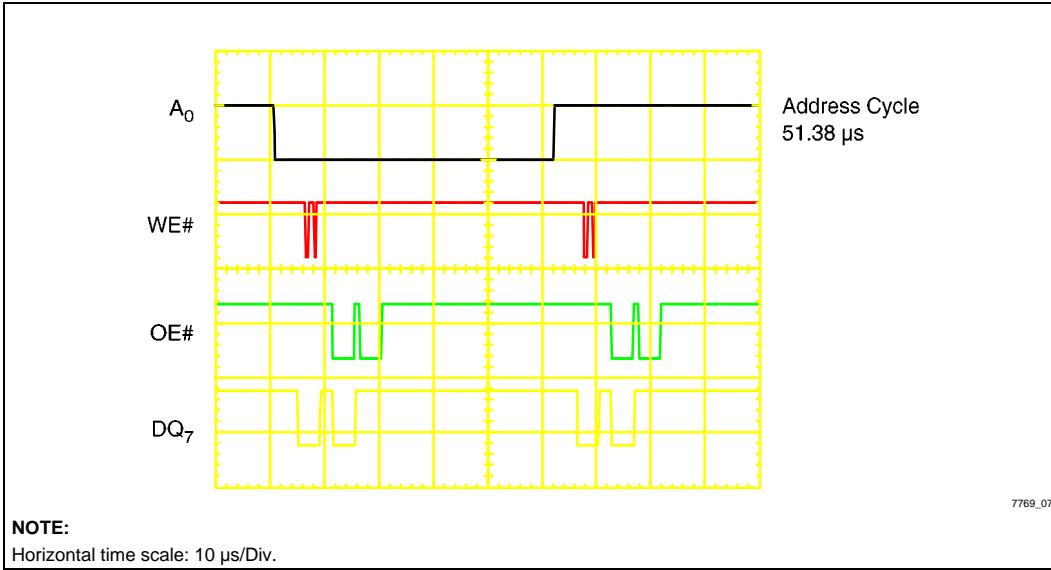 A₀
Address Cycle
51.38 µs
WE#
OE#
DQ₇
7769_07
NOTE:
Horizontal time scale: 10 µs/Div.